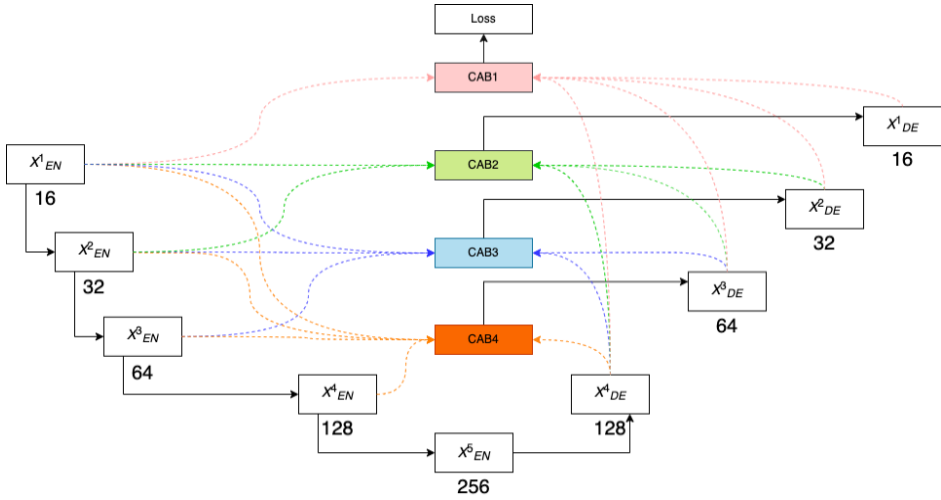 Loss
CAB1
X¹DE
16
X¹EN
16
CAB2
X²DE
32
X²EN
32
CAB3
X³DE
64
X³EN
64
CAB4
X⁴EN
128
X⁴DE
128
X⁵EN
256